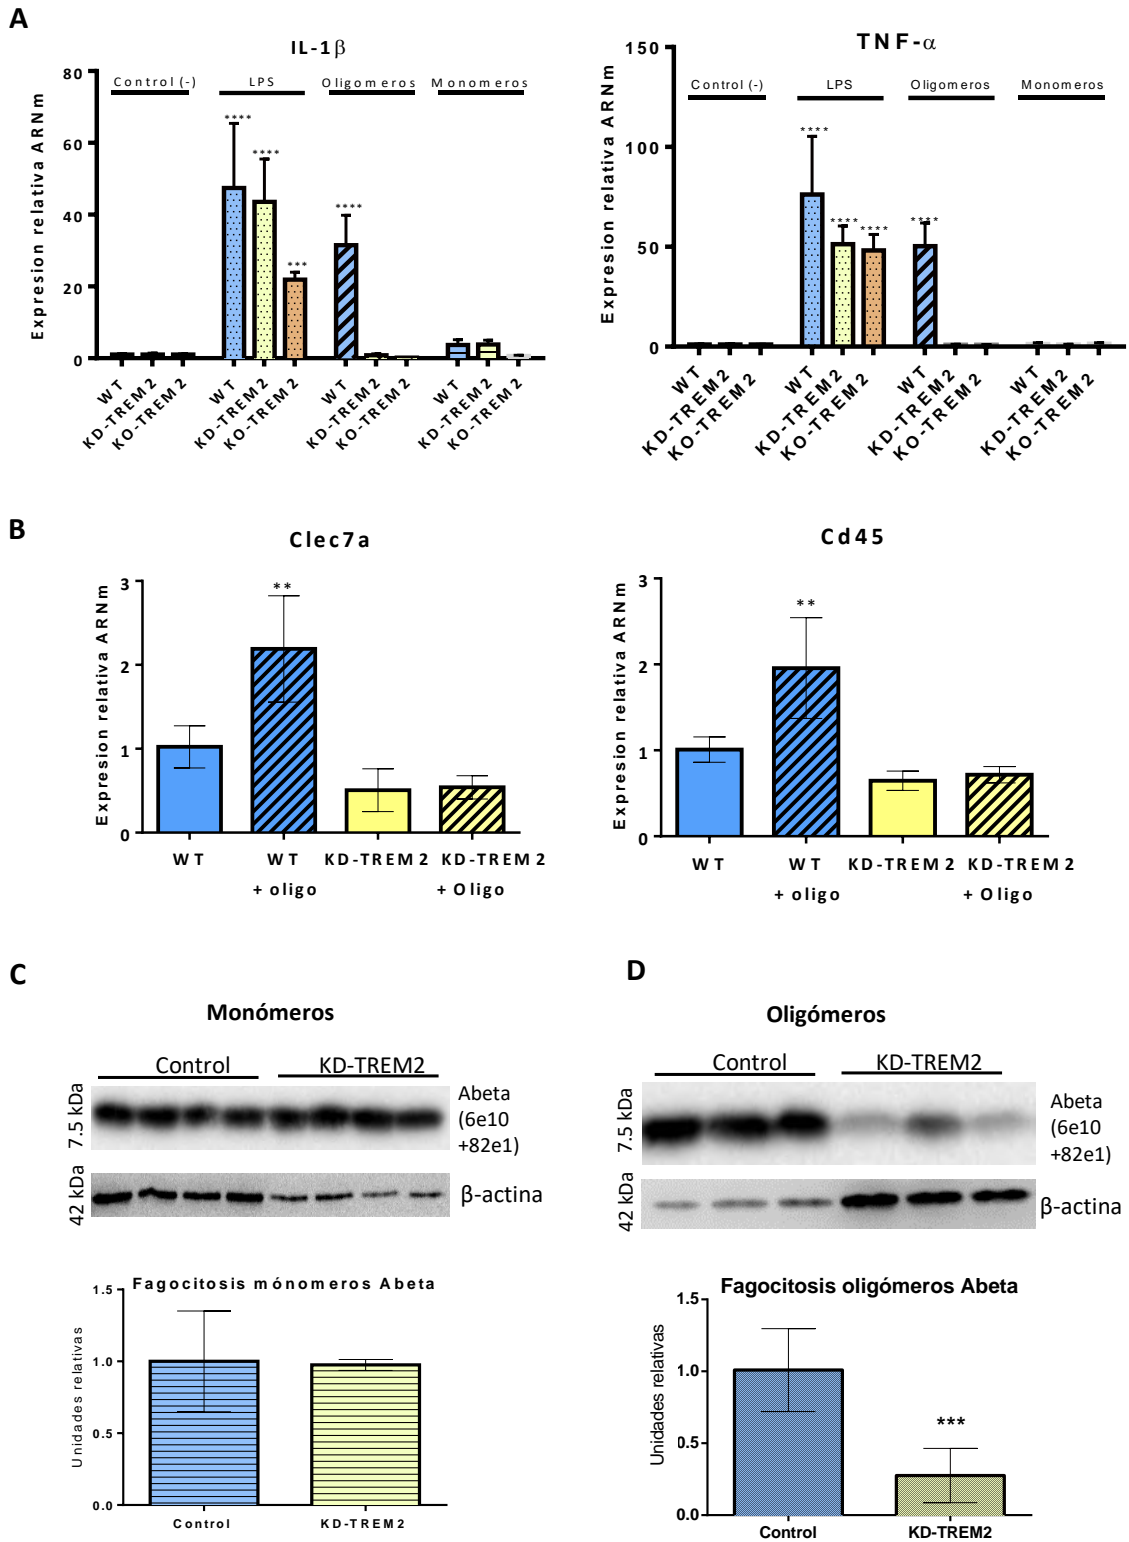 A
IL-1β
Expresion relativa ARNm
80
60
40
20
0
Control (-)
LPS
Oligomeros
Monomeros
****
****
***
****
WT
KD-TREM2
KO-TREM2
WT
KD-TREM2
KO-TREM2
WT
KD-TREM2
KO-TREM2
WT
KD-TREM2
KO-TREM2
TNF-α
Expresion relativa ARNm
150
100
50
0
Control (-)
LPS
Oligomeros
Monomeros
****
****
****
****
WT
KD-TREM2
KO-TREM2
WT
KD-TREM2
KO-TREM2
WT
KD-TREM2
KO-TREM2
WT
KD-TREM2
KO-TREM2
B
Clec7a
Expresion relativa ARNm
3
2
1
0
**
WT
WT
+ oligo
KD-TREM2
KD-TREM2
+ Oligo
Cd45
Expresion relativa ARNm
3
2
1
0
**
WT
WT
+ oligo
KD-TREM2
KD-TREM2
+ Oligo
C
Monómeros
Control
KD-TREM2
7.5 kDa
Abeta
(6e10
+82e1)
42 kDa
β-actina
Fagocitosis mónomeros Abeta
Unidades relativas
1.5
1.0
0.5
0.0
Control
KD-TREM2
D
Oligómeros
Control
KD-TREM2
7.5 kDa
Abeta
(6e10
+82e1)
42 kDa
β-actina
Fagocitosis oligómeros Abeta
Unidades relativas
1.5
1.0
0.5
0.0
***
Control
KD-TREM2